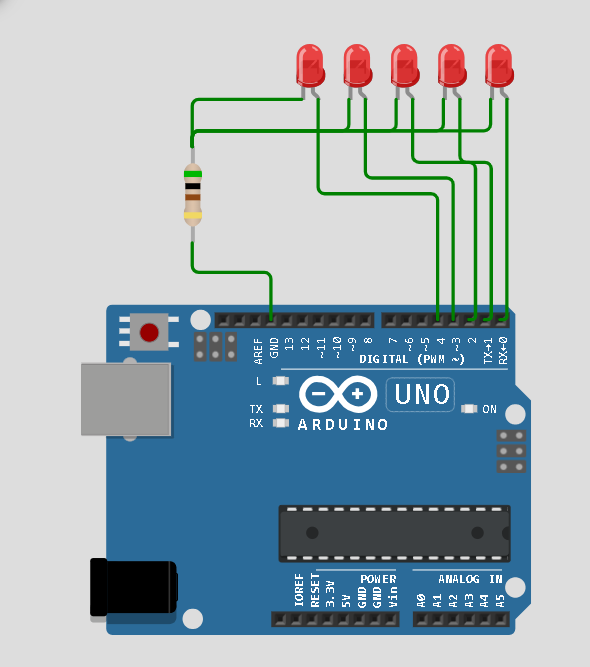 AREF
GND
13
12
~11
~10
~9
8
7
~6
~5
4
~3
2
TX→1
RX←0
DIGITAL (PWM ~)
L
TX
RX
UNO
ON
ARDUINO
POWER
ANALOG IN
IOREF
RESET
3.3V
5V
GND
GND
Vin
A0
A1
A2
A3
A4
A5